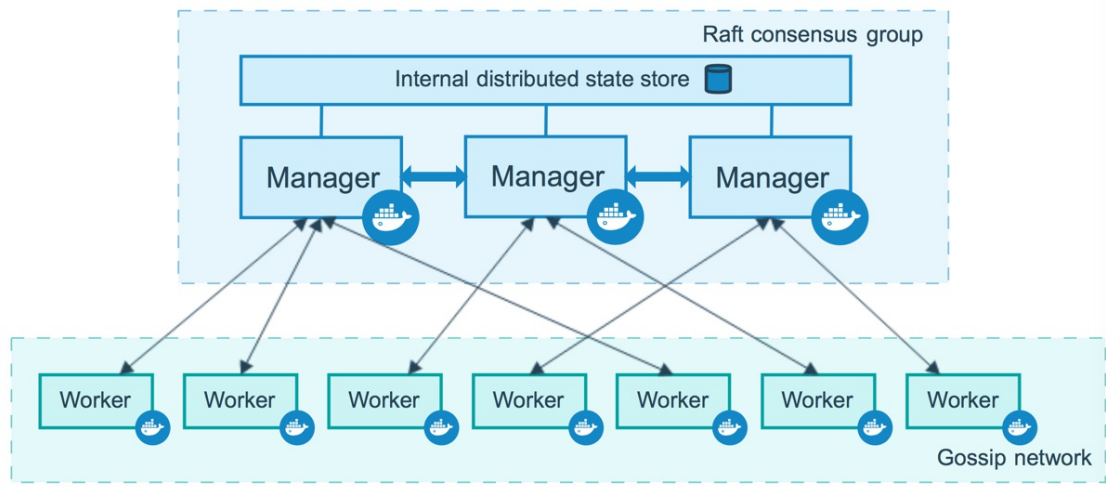 Raft consensus group
Internal distributed state store
Manager
Manager
Manager
Worker
Worker
Worker
Worker
Worker
Worker
Worker
Gossip network